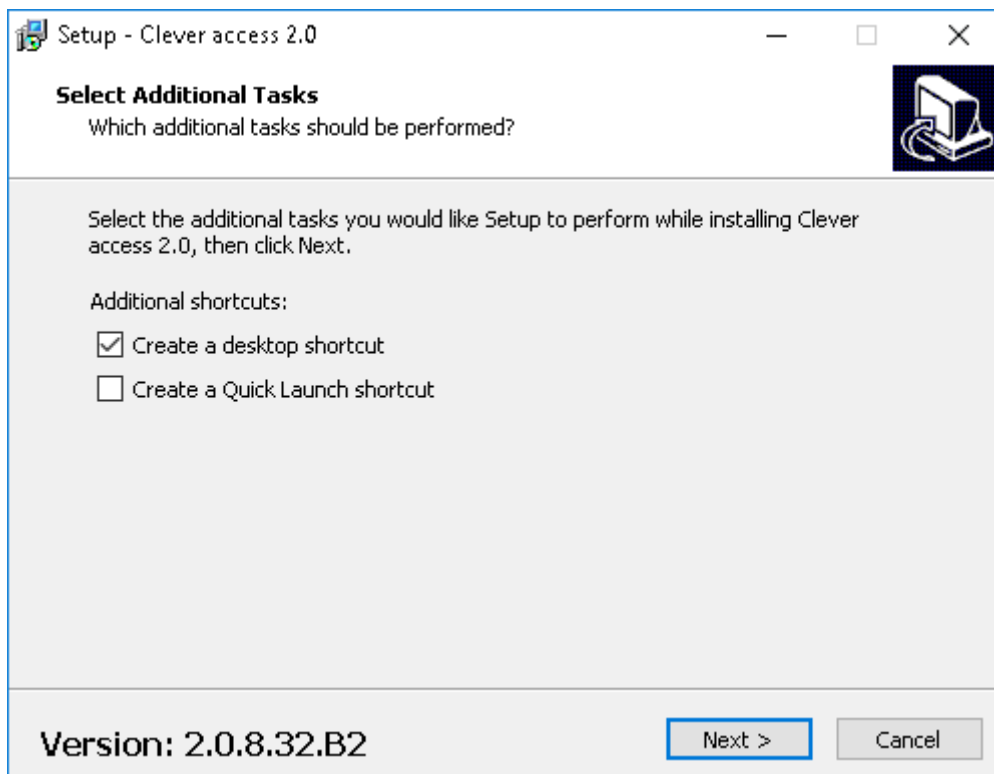 Setup - Clever access 2.0
Select Additional Tasks
Which additional tasks should be performed?
Select the additional tasks you would like Setup to perform while installing Clever
access 2.0, then click Next.
Additional shortcuts:
Create a desktop shortcut
Create a Quick Launch shortcut
Version: 2.0.8.32.B2
Next >
Cancel